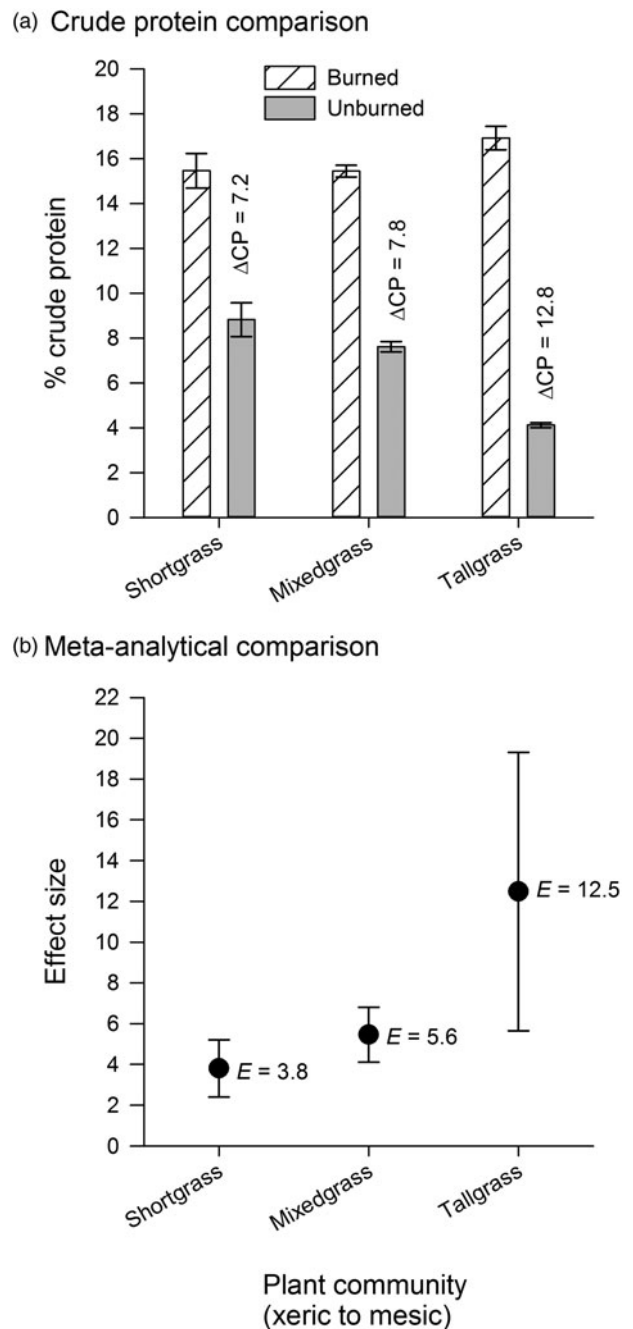 (a) Crude protein comparison
20
18
16
14
12
10
8
6
4
2
0
% crude protein
Burned
Unburned
ΔCP = 7.2
ΔCP = 7.8
ΔCP = 12.8
Shortgrass
Mixedgrass
Tallgrass
(b) Meta-analytical comparison
22
20
18
16
14
12
10
8
6
4
2
0
Effect size
E = 3.8
E = 5.6
E = 12.5
Shortgrass
Mixedgrass
Tallgrass
Plant community
(xeric to mesic)